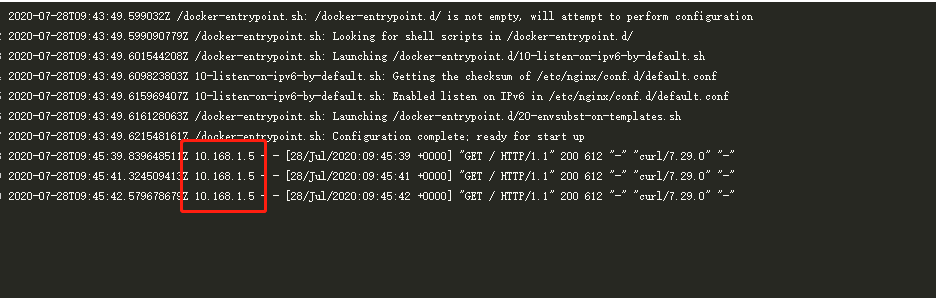 2020-07-28T09:43:49.599032Z /docker-entrypoint.sh: /docker-entrypoint.d/ is not empty, will attempt to perform configuration
2020-07-28T09:43:49.599090779Z /docker-entrypoint.sh: Looking for shell scripts in /docker-entrypoint.d/
2020-07-28T09:43:49.601544208Z /docker-entrypoint.sh: Launching /docker-entrypoint.d/10-listen-on-ipv6-by-default.sh
2020-07-28T09:43:49.609823803Z 10-listen-on-ipv6-by-default.sh: Getting the checksum of /etc/nginx/conf.d/default.conf
2020-07-28T09:43:49.615969407Z 10-listen-on-ipv6-by-default.sh: Enabled listen on IPv6 in /etc/nginx/conf.d/default.conf
2020-07-28T09:43:49.616128063Z /docker-entrypoint.sh: Launching /docker-entrypoint.d/20-envsubst-on-templates.sh
2020-07-28T09:43:49.621548161Z /docker-entrypoint.sh: Configuration complete; ready for start up
2020-07-28T09:45:39.839648511Z 10.168.1.5 - - [28/Jul/2020:09:45:39 +0000] "GET / HTTP/1.1" 200 612 "-" "curl/7.29.0" "-"
2020-07-28T09:45:41.324509413Z 10.168.1.5 - - [28/Jul/2020:09:45:41 +0000] "GET / HTTP/1.1" 200 612 "-" "curl/7.29.0" "-"
2020-07-28T09:45:42.579678679Z 10.168.1.5 - - [28/Jul/2020:09:45:42 +0000] "GET / HTTP/1.1" 200 612 "-" "curl/7.29.0" "-"